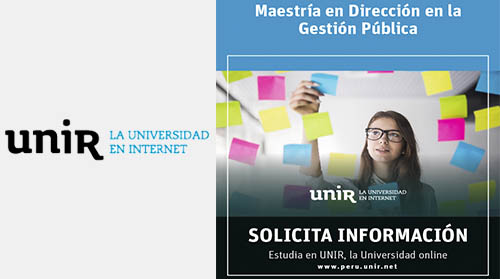 unir LA UNIVERSIDAD
EN INTERNET
Maestría en Dirección en la
Gestión Pública
unir LA UNIVERSIDAD
EN INTERNET
SOLICITA INFORMACIÓN
Estudia en UNIR, la Universidad online
www.peru.unir.net